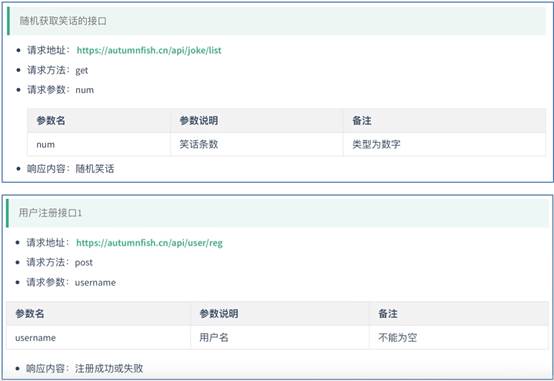 随机获取笑话的接口
请求地址：https://autumnfish.cn/api/joke/list
请求方法：get
请求参数：num
参数名 参数说明 备注
num 笑话条数 类型为数字
响应内容：随机笑话
用户注册接口1
请求地址：https://autumnfish.cn/api/user/reg
请求方法：post
请求参数：username
参数名 参数说明 备注
username 用户名 不能为空
响应内容：注册成功或失败